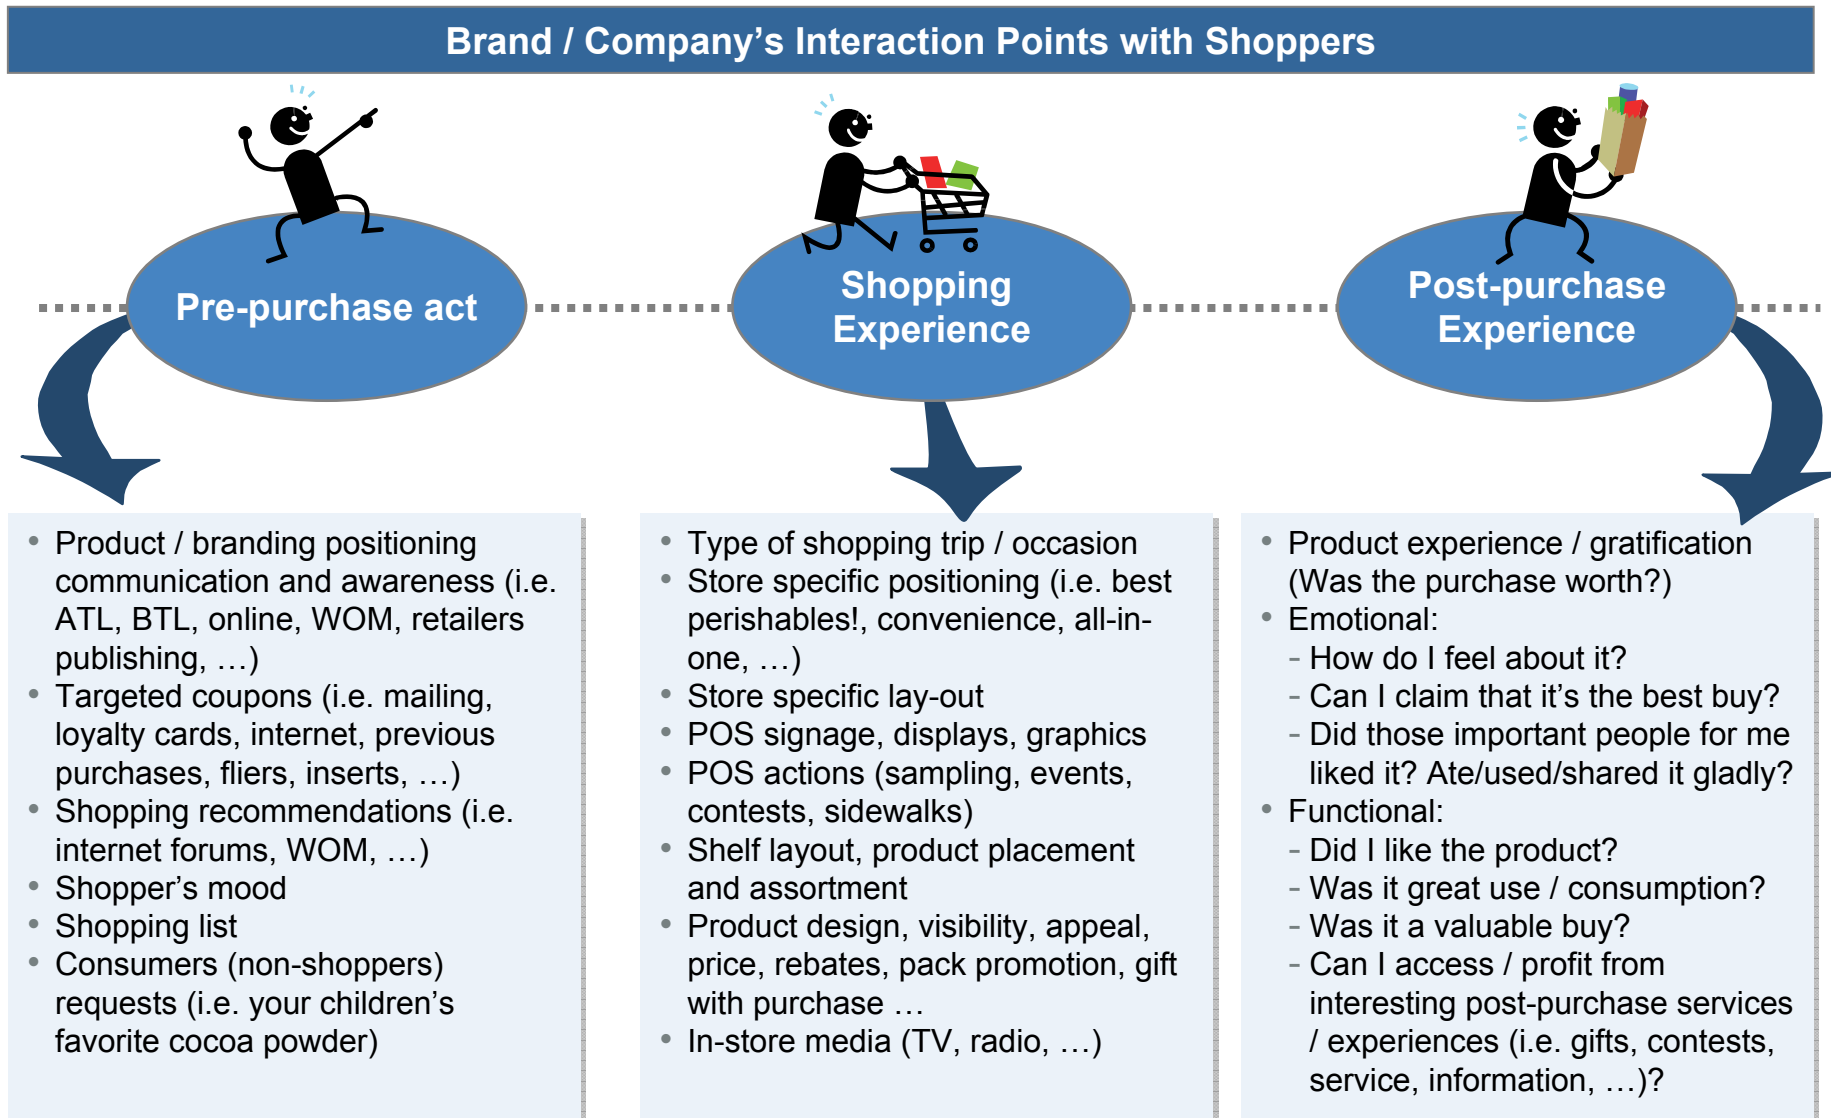 Brand / Company’s Interaction Points with Shoppers
Pre-purchase act
Shopping
Experience
Post-purchase
Experience
• Product / branding positioning
communication and awareness (i.e.
ATL, BTL, online, WOM, retailers
publishing, …)
• Targeted coupons (i.e. mailing,
loyalty cards, internet, previous
purchases, fliers, inserts, …)
• Shopping recommendations (i.e.
internet forums, WOM, …)
• Shopper’s mood
• Shopping list
• Consumers (non-shoppers)
requests (i.e. your children’s
favorite cocoa powder)
• Type of shopping trip / occasion
• Store specific positioning (i.e. best
perishables!, convenience, all-in-
one, …)
• Store specific lay-out
• POS signage, displays, graphics
• POS actions (sampling, events,
contests, sidewalks)
• Shelf layout, product placement
and assortment
• Product design, visibility, appeal,
price, rebates, pack promotion, gift
with purchase …
• In-store media (TV, radio, …)
• Product experience / gratification
(Was the purchase worth?)
• Emotional:
- How do I feel about it?
- Can I claim that it’s the best buy?
- Did those important people for me
liked it? Ate/used/shared it gladly?
• Functional:
- Did I like the product?
- Was it great use / consumption?
- Was it a valuable buy?
- Can I access / profit from
interesting post-purchase services
/ experiences (i.e. gifts, contests,
service, information, …)?